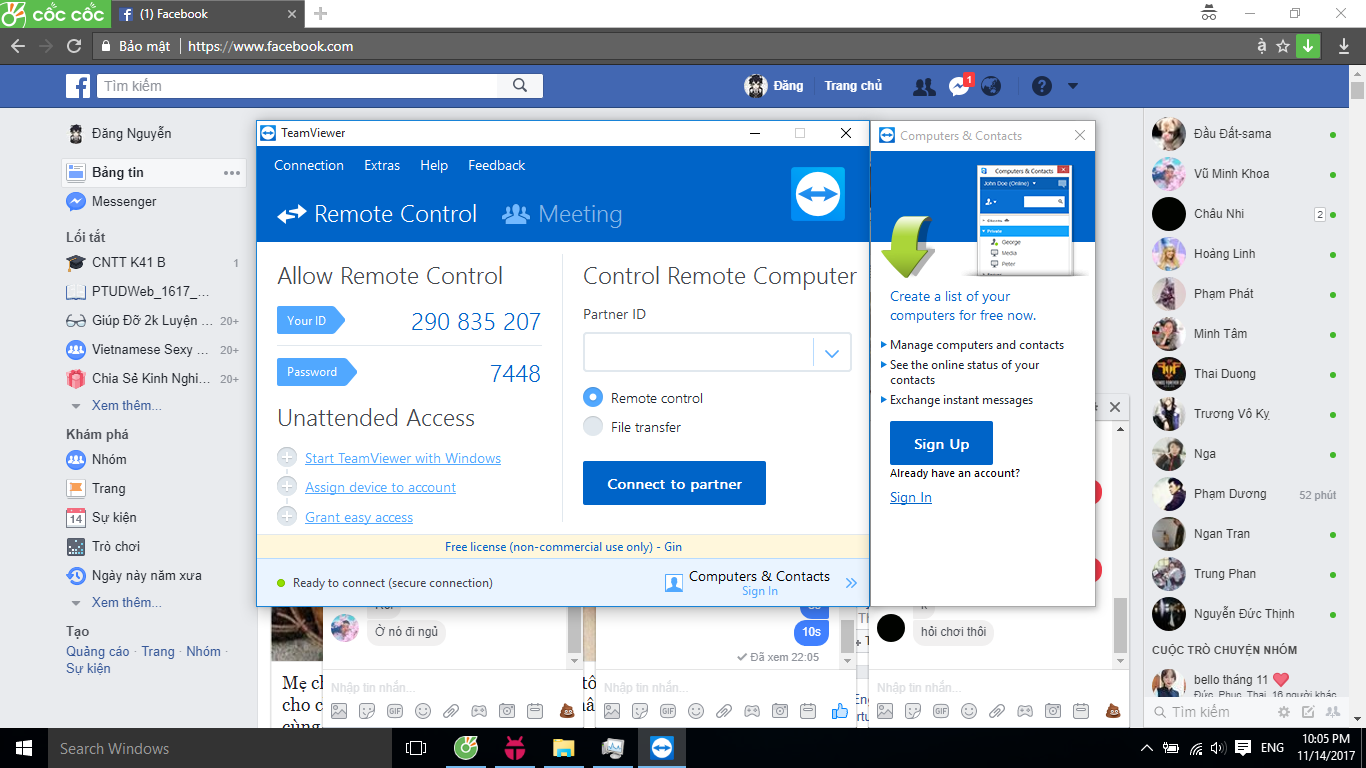 cốc cốc
(1) Facebook
Bảo mật
https://www.facebook.com
Tìm kiếm
Đăng
Trang chủ
1
Đăng Nguyễn
Bảng tin
Messenger
Lối tắt
CNTT K41 B 1
PTUDWeb_1617_...
Giúp Đỡ 2k Luyện ... 20+
Vietnamese Sexy ... 20+
Chia Sẻ Kinh Nghi... 20+
Xem thêm...
Khám phá
Nhóm
Trang
14 Sự kiện
Trò chơi
Ngày này năm xưa
Xem thêm...
Tạo
Quảng cáo · Trang · Nhóm ·
Sự kiện
TeamViewer
Connection Extras Help Feedback
Remote Control Meeting
Allow Remote Control
Your ID 290 835 207
Password 7448
Unattended Access
Start TeamViewer with Windows
Assign device to account
Grant easy access
Control Remote Computer
Partner ID
Remote control
File transfer
Connect to partner
Free license (non-commercial use only) - Gin
Ready to connect (secure connection)
Computers & Contacts
Sign In
Computers & Contacts
Computers & Contacts
John Doe (Online)
Private
George
Media
Peter
Create a list of your
computers for free now.
Manage computers and contacts
See the online status of your
contacts
Exchange instant messages
Sign Up
Already have an account?
Sign In
Ờ nó đi ngủ
10s
Đã xem 22:05
hỏi chơi thôi
Nhập tin nhắn...
Nhập tin nhắn...
Nhập tin nhắn...
GIF
GIF
GIF
Đầu Đất-sama
Vũ Minh Khoa
Châu Nhi 2
Hoàng Linh
Phạm Phát
Minh Tâm
Thai Duong
Trương Vô Kỵ
Nga
Phạm Dương 52 phút
Ngan Tran
Trung Phan
Nguyễn Đức Thịnh
CUỘC TRÒ CHUYỆN NHÓM
bello tháng 11
Đức, Phuc, Thai, 16 người khác
Tìm kiếm
Search Windows
ENG
10:05 PM
11/14/2017